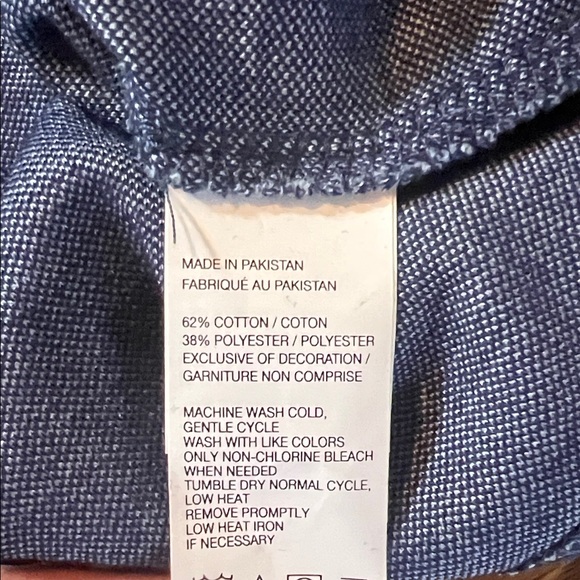 MADE IN PAKISTAN
FABRIQUÉ AU PAKISTAN
62% COTTON / COTON
38% POLYESTER / POLYESTER
EXCLUSIVE OF DECORATION /
GARNITURE NON COMPRISE
MACHINE WASH COLD,
GENTLE CYCLE
WASH WITH LIKE COLORS
ONLY NON-CHLORINE BLEACH
WHEN NEEDED
TUMBLE DRY NORMAL CYCLE,
LOW HEAT
REMOVE PROMPTLY
LOW HEAT IRON
IF NECESSARY